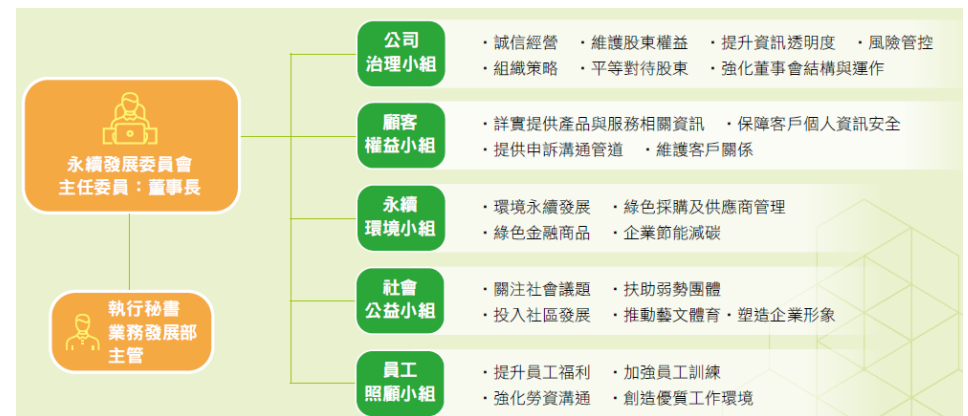 公司
治理小組
・誠信經營 ・維護股東權益 ・提升資訊透明度 ・風險管控
・組織策略 ・平等對待股東 ・強化董事會結構與運作
顧客
權益小組
・詳實提供產品與服務相關資訊 ・保障客戶個人資訊安全
・提供申訴溝通管道 ・維護客戶關係
永續發展委員會
主任委員：董事長
永續
環境小組
・環境永續發展 ・綠色採購及供應商管理
・綠色金融商品 ・企業節能減碳
社會
公益小組
・關注社會議題 ・扶助弱勢團體
・投入社區發展 ・推動藝文體育・塑造企業形象
執行秘書
業務發展部
主管
員工
照顧小組
・提升員工福利 ・加強員工訓練
・強化勞資溝通 ・創造優質工作環境